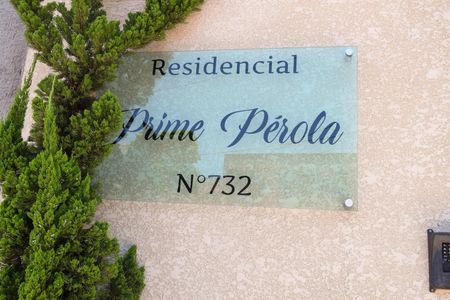 Residencial
Prime Pérola
N°732